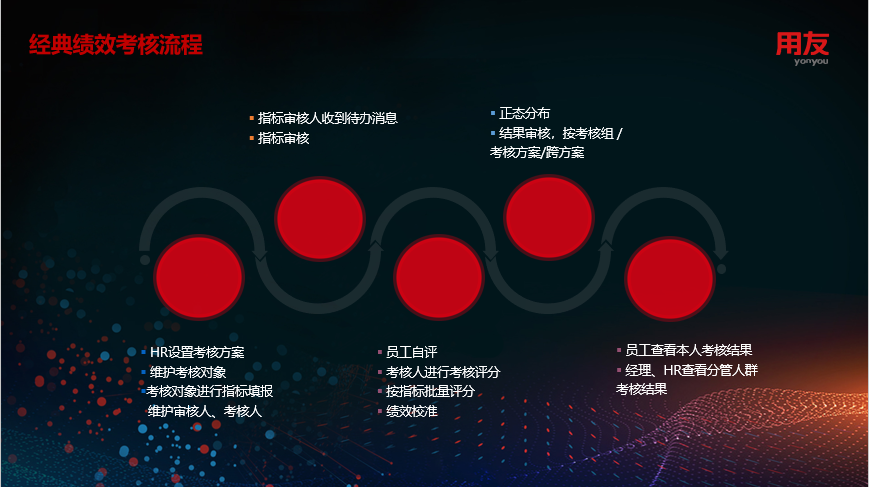 经典绩效考核流程
用友
yonyou
指标审核人收到待办消息
指标审核
正态分布
结果审核，按考核组 /
考核方案/跨方案
HR设置考核方案
维护考核对象
考核对象进行指标填报
维护审核人、考核人
员工自评
考核人进行考核评分
按指标批量评分
绩效校准
员工查看本人考核结果
经理、HR查看分管人群
考核结果